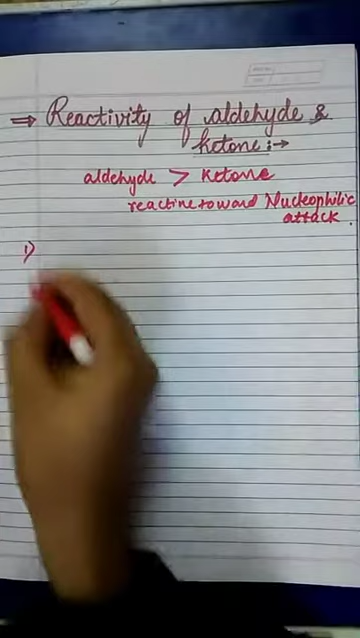 ⇒ Reactivity of aldehyde &
ketone :→
aldehyde > ketone
reactive toward Nucleophilic
attack.
1)